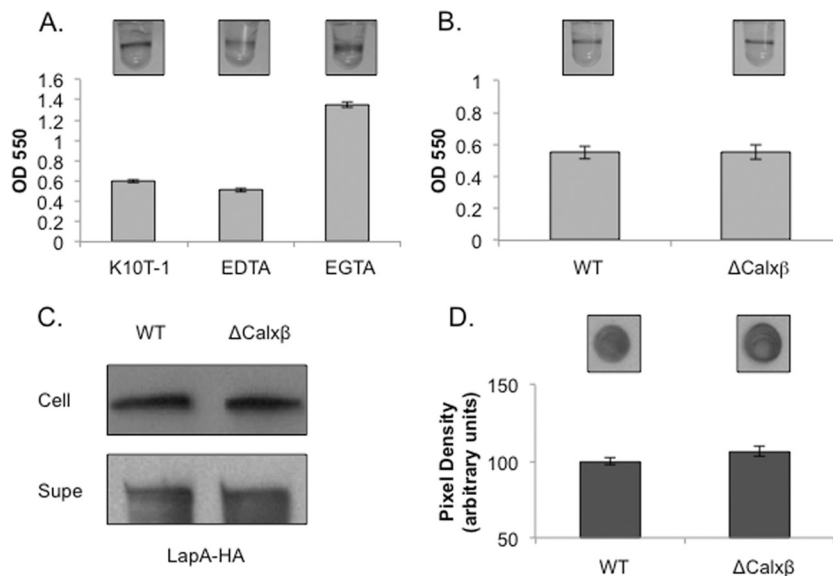 A.
OD 550
1.6
1.4
1.2
1
0.8
0.6
0.4
0.2
0
K10T-1 EDTA EGTA
B.
OD 550
1
0.8
0.6
0.4
0.2
0
WT ΔCalxβ
C.
WT ΔCalxβ
Cell
Supe
LapA-HA
D.
Pixel Density
(arbitrary units)
150
100
50
WT ΔCalxβ